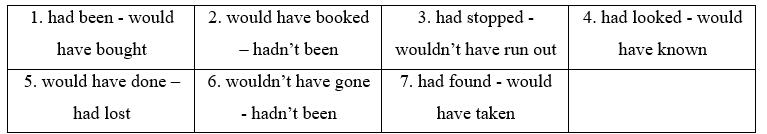 1. had been - would
have bought
2. would have booked
– hadn’t been
3. had stopped -
wouldn’t have run out
4. had looked - would
have known
5. would have done –
had lost
6. wouldn’t have gone
- hadn’t been
7. had found - would
have taken